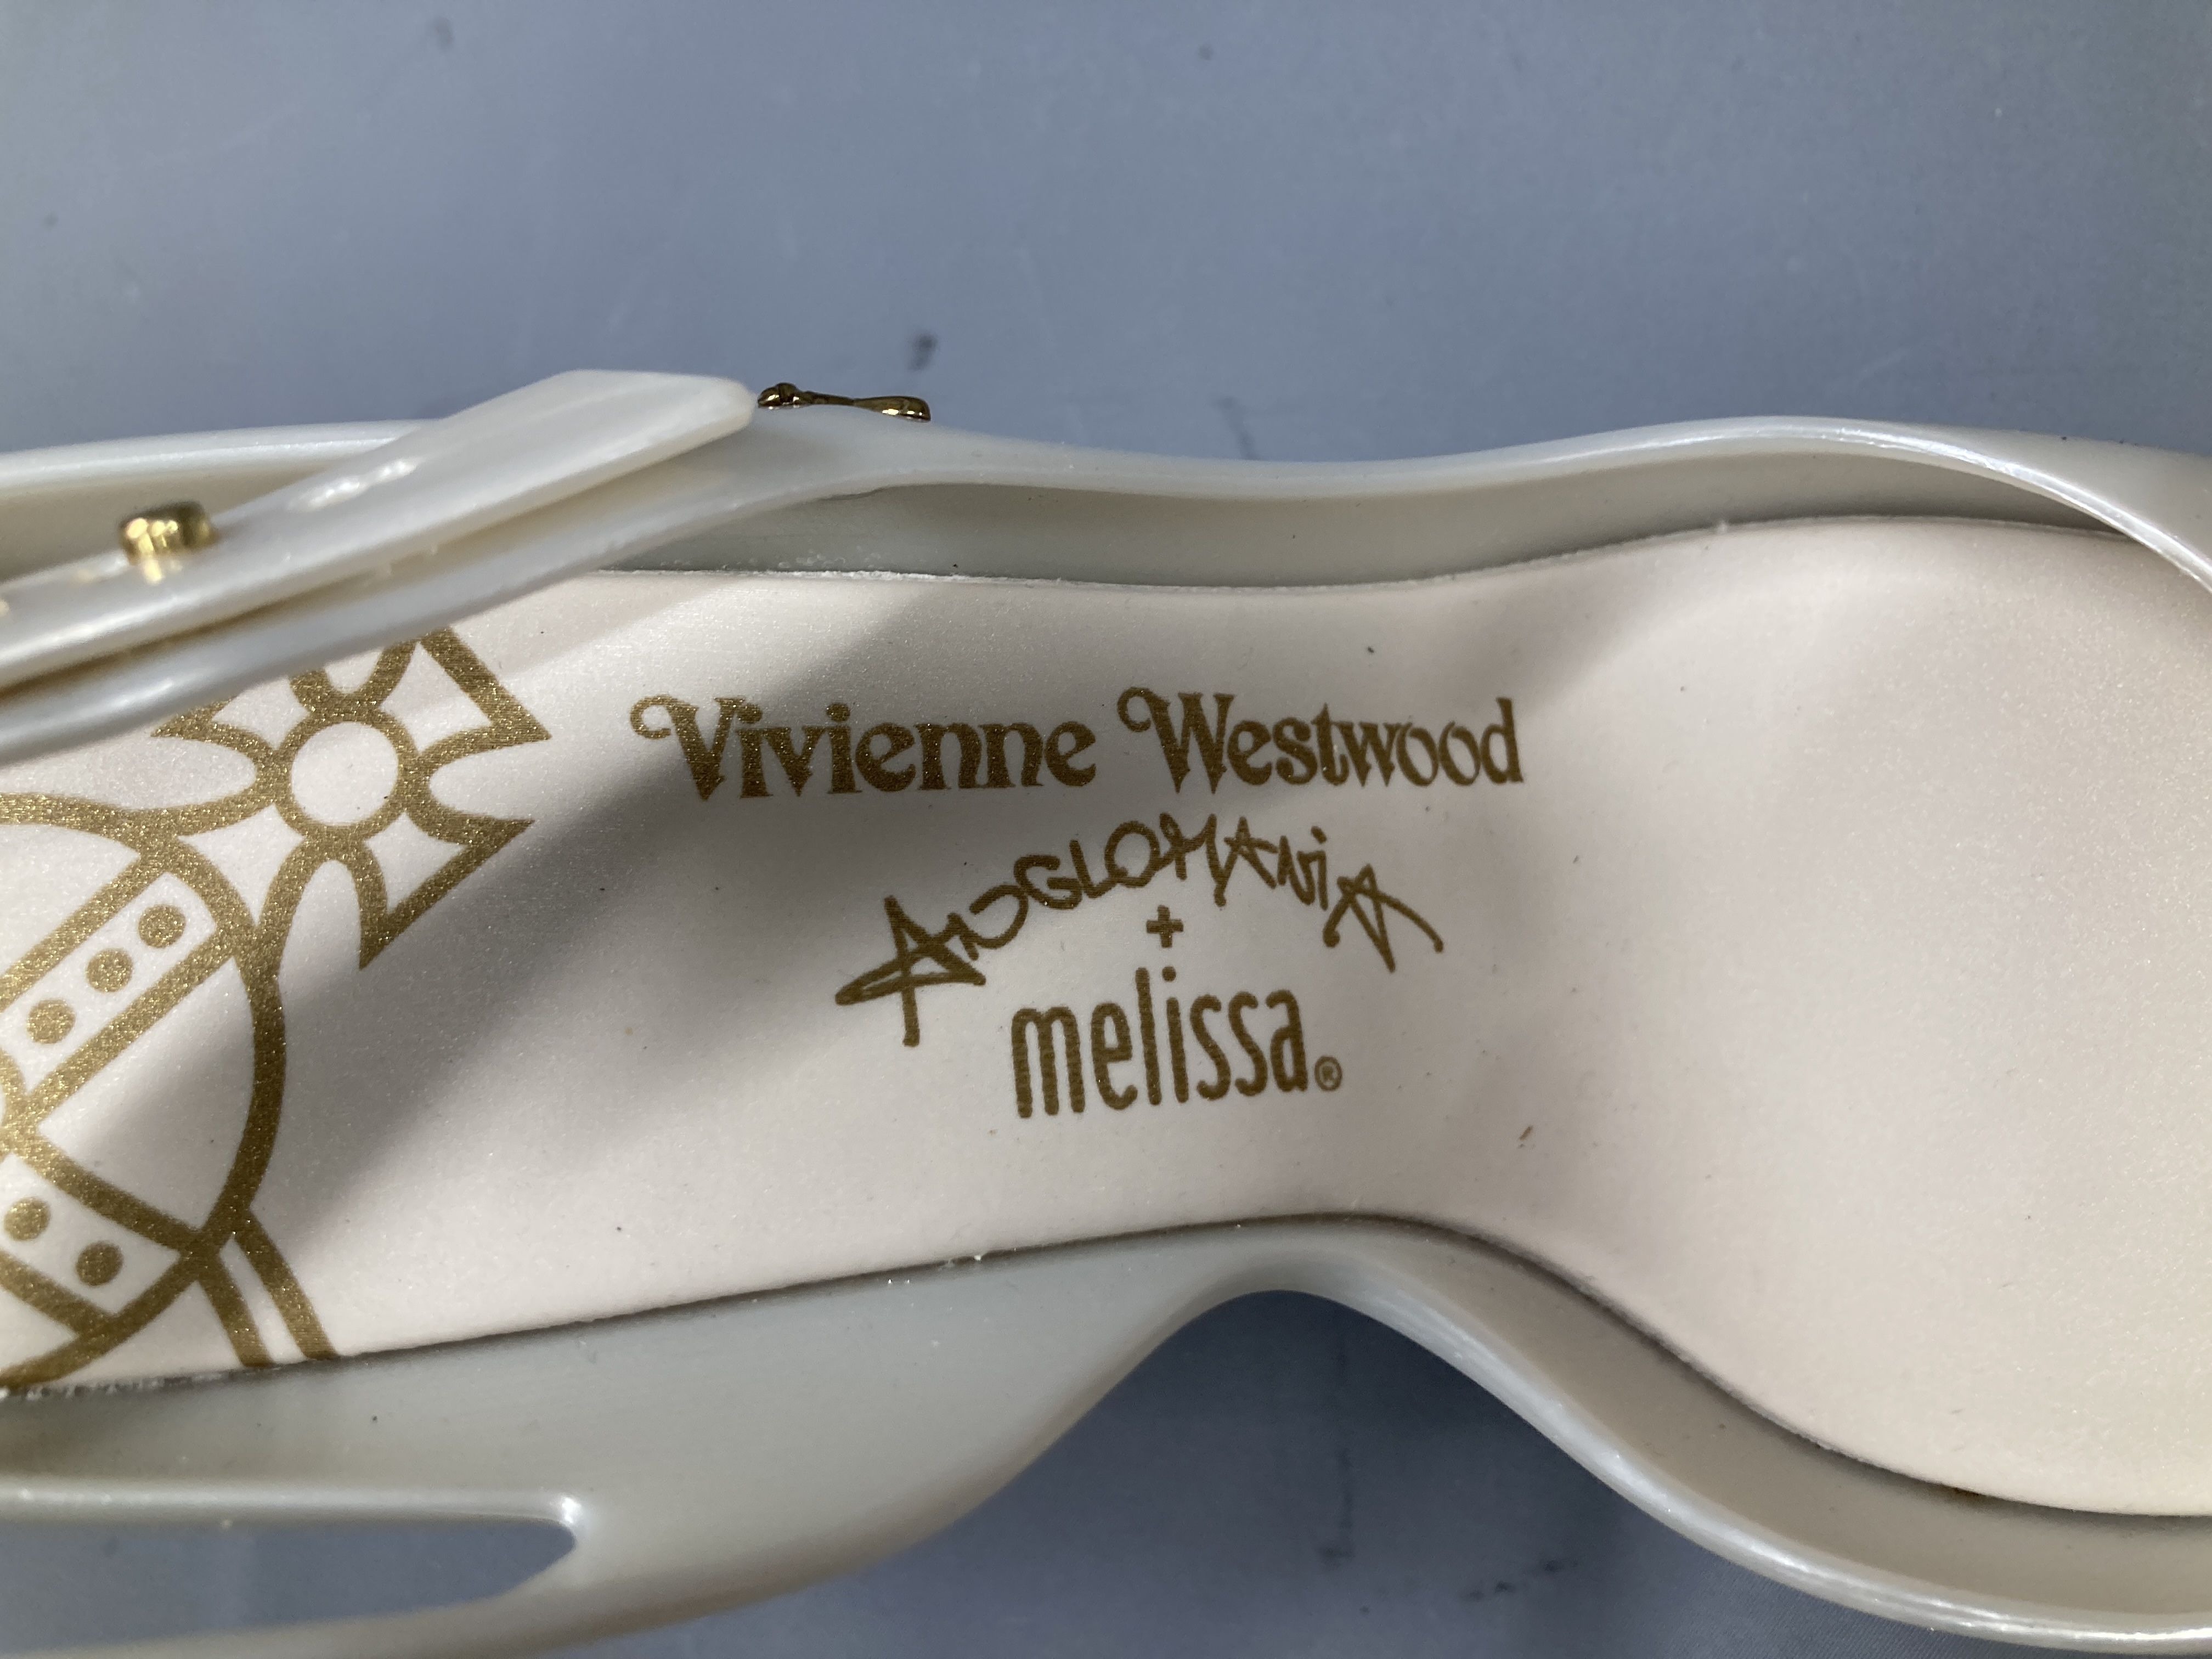 Vivienne Westwood
ANGLOMANiA
+
melissa®